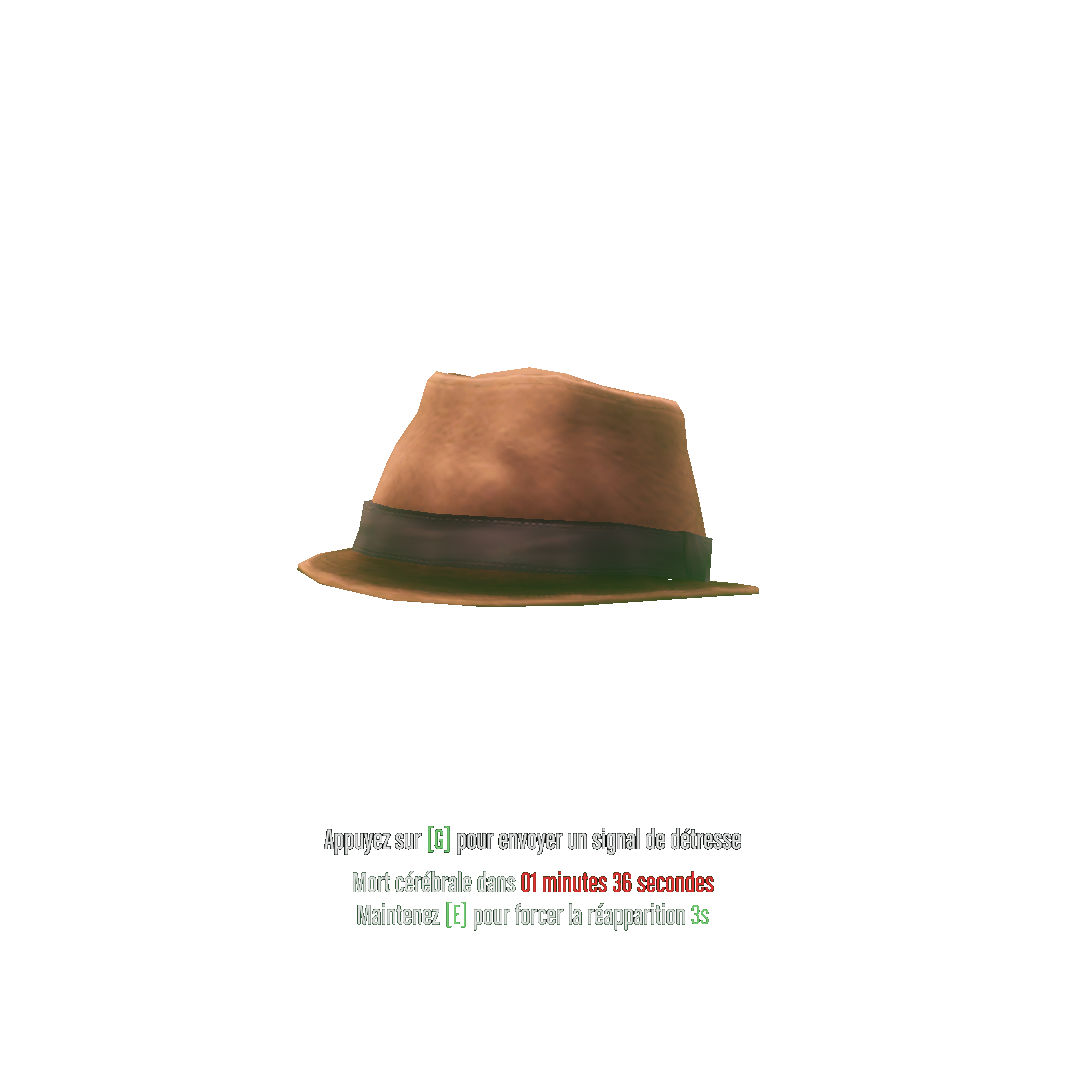 Appuyez sur [G] pour envoyer un signal de détresse
Mort cérébrale dans 01 minutes 36 secondes
Maintenez [E] pour forcer la réapparition 3s